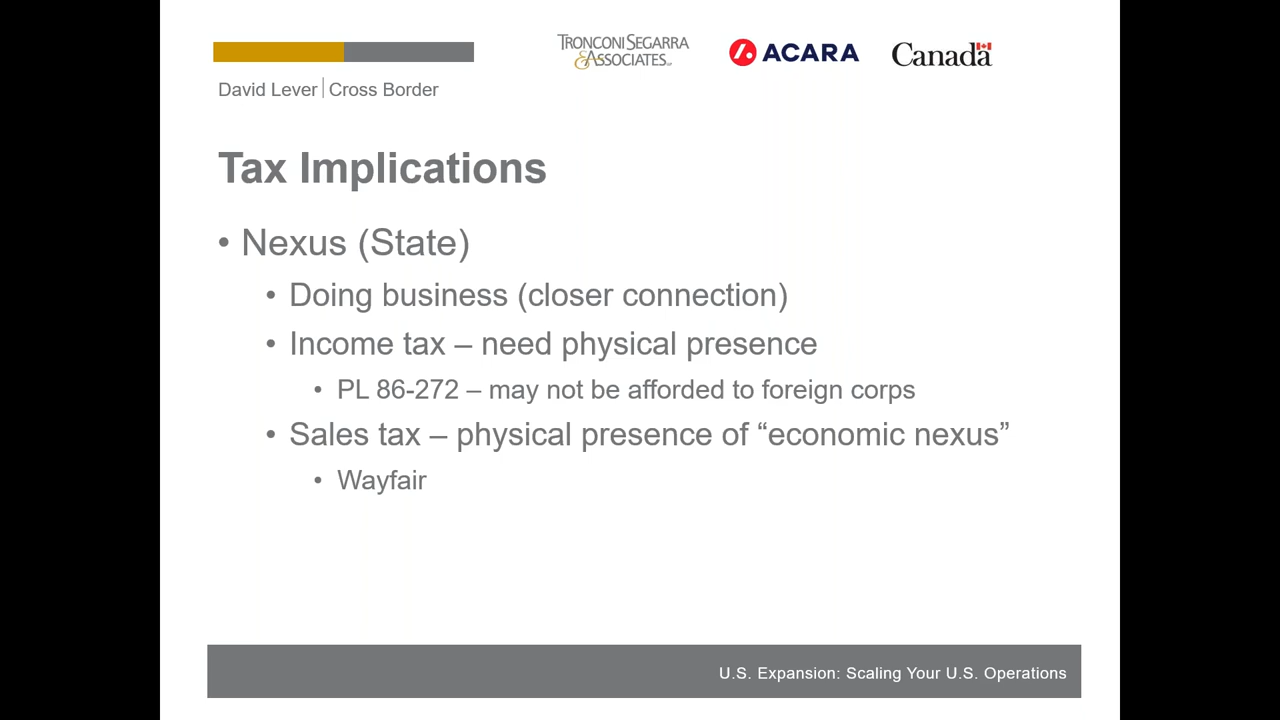 TRONCONI SEGARRA
& ASSOCIATES LLP
ACARA
Canada
David Lever | Cross Border
Tax Implications
• Nexus (State)
• Doing business (closer connection)
• Income tax – need physical presence
• PL 86-272 – may not be afforded to foreign corps
• Sales tax – physical presence of “economic nexus”
• Wayfair
U.S. Expansion: Scaling Your U.S. Operations